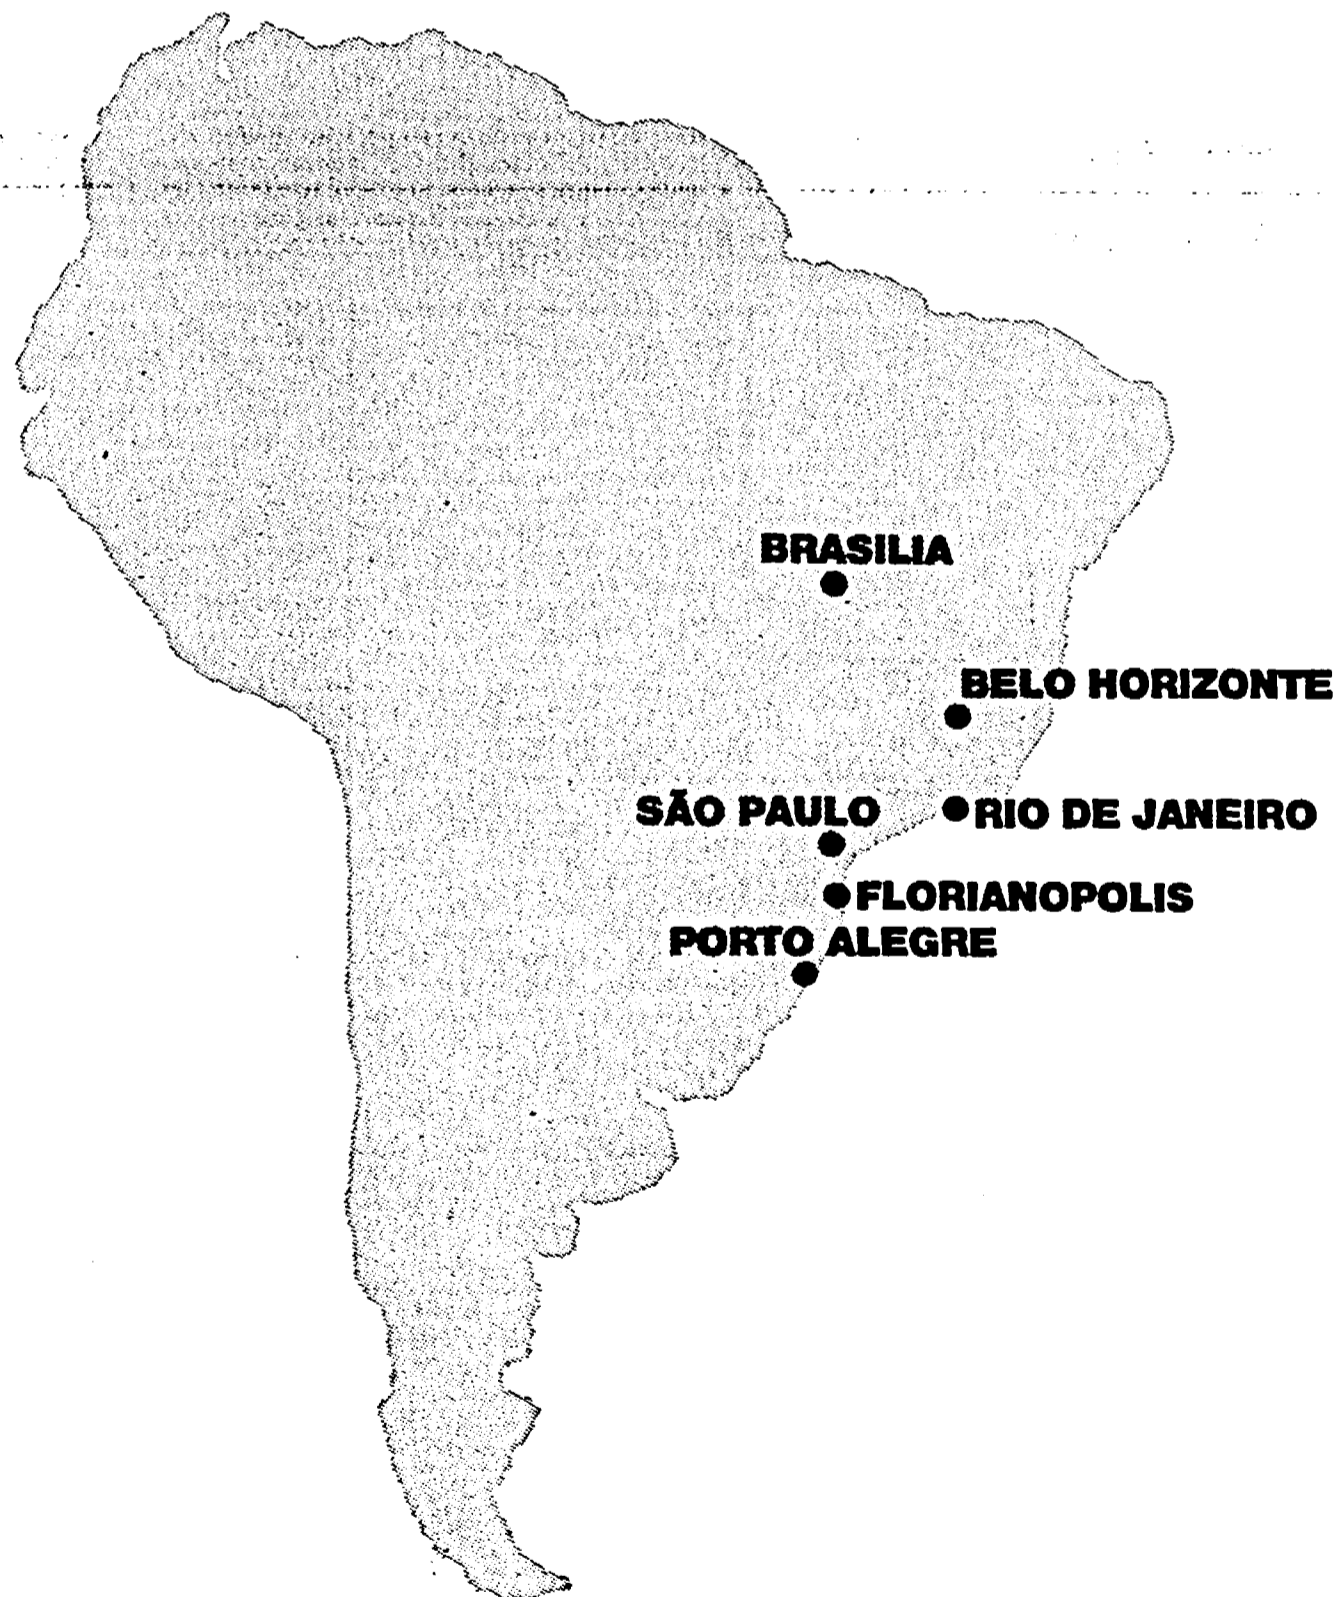 BRASILIA
BELO HORIZONTE
SÃO PAULO
RIO DE JANEIRO
FLORIANOPOLIS
PORTO ALEGRE